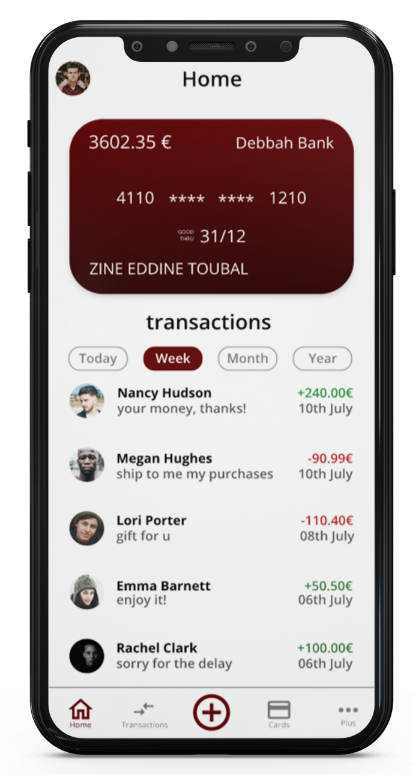 Home
3602.35 € Debbah Bank
4110 **** **** 1210
GOOD THRU 31/12
ZINE EDDINE TOUBAL
transactions
Today Week Month Year
Nancy Hudson +240.00€
your money, thanks! 10th July
Megan Hughes -90.99€
ship to me my purchases 10th July
Lori Porter -110.40€
gift for u 08th July
Emma Barnett +50.50€
enjoy it! 06th July
Rachel Clark +100.00€
sorry for the delay 06th July
Home Transactions Cards Plus